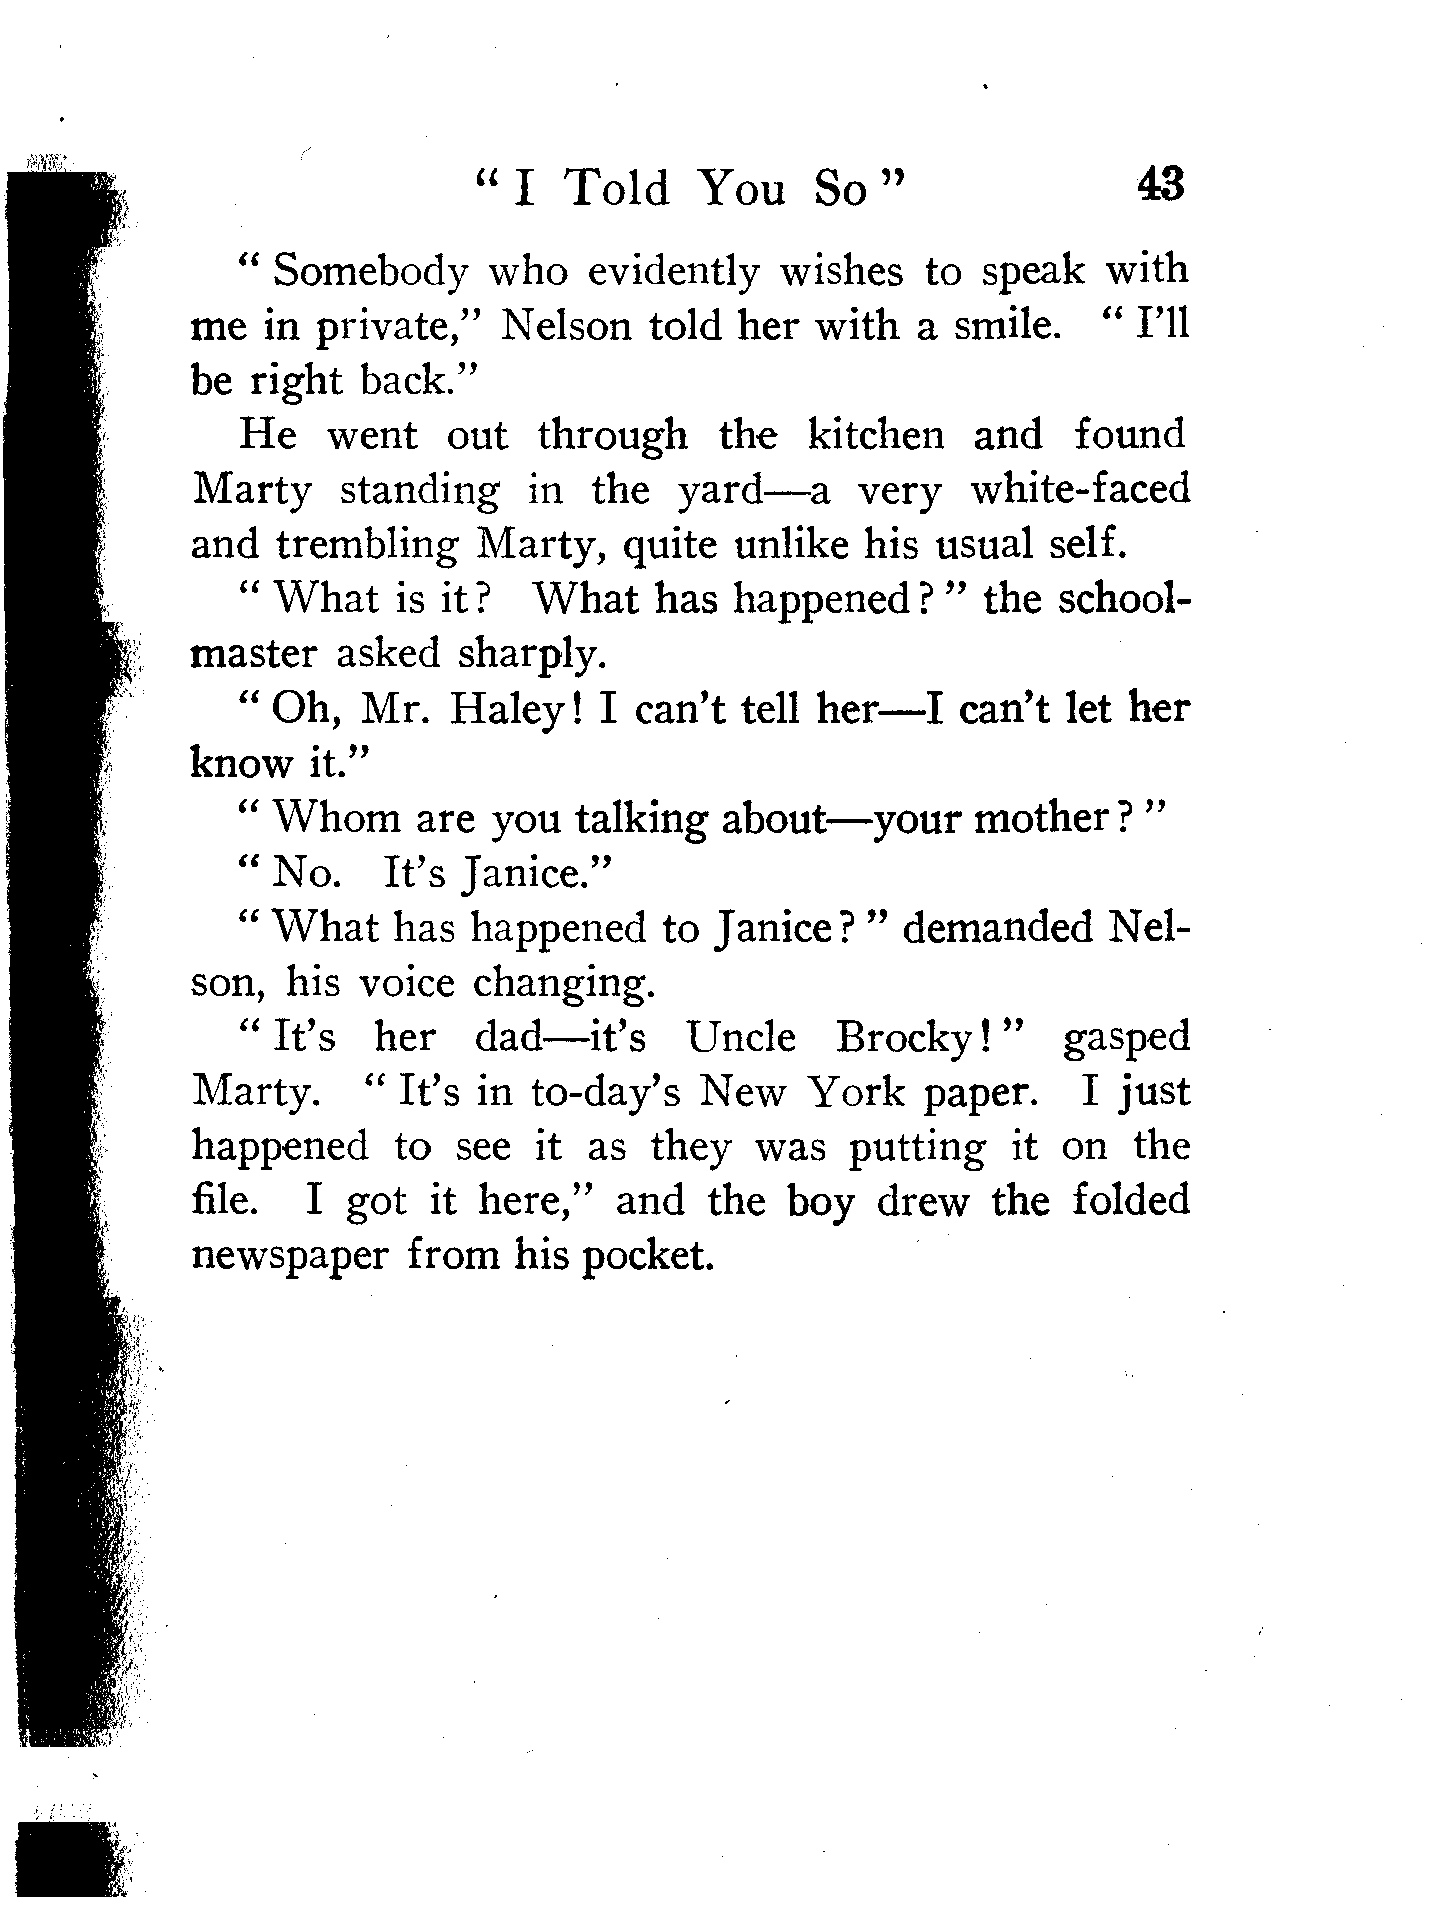 “ I Told You So ” 43
“ Somebody who evidently wishes to speak with
me in private,” Nelson told her with a smile. “ I’ll
be right back.”
He went out through the kitchen and found
Marty standing in the yard—a very white-faced
and trembling Marty, quite unlike his usual self.
“ What is it? What has happened? ” the school-
master asked sharply.
“ Oh, Mr. Haley! I can’t tell her—I can’t let her
know it.”
“ Whom are you talking about—your mother? ”
“ No. It’s Janice.”
“ What has happened to Janice? ” demanded Nel-
son, his voice changing.
“ It’s her dad—it’s Uncle Brocky! ” gasped
Marty. “ It’s in to-day’s New York paper. I just
happened to see it as they was putting it on the
file. I got it here,” and the boy drew the folded
newspaper from his pocket.